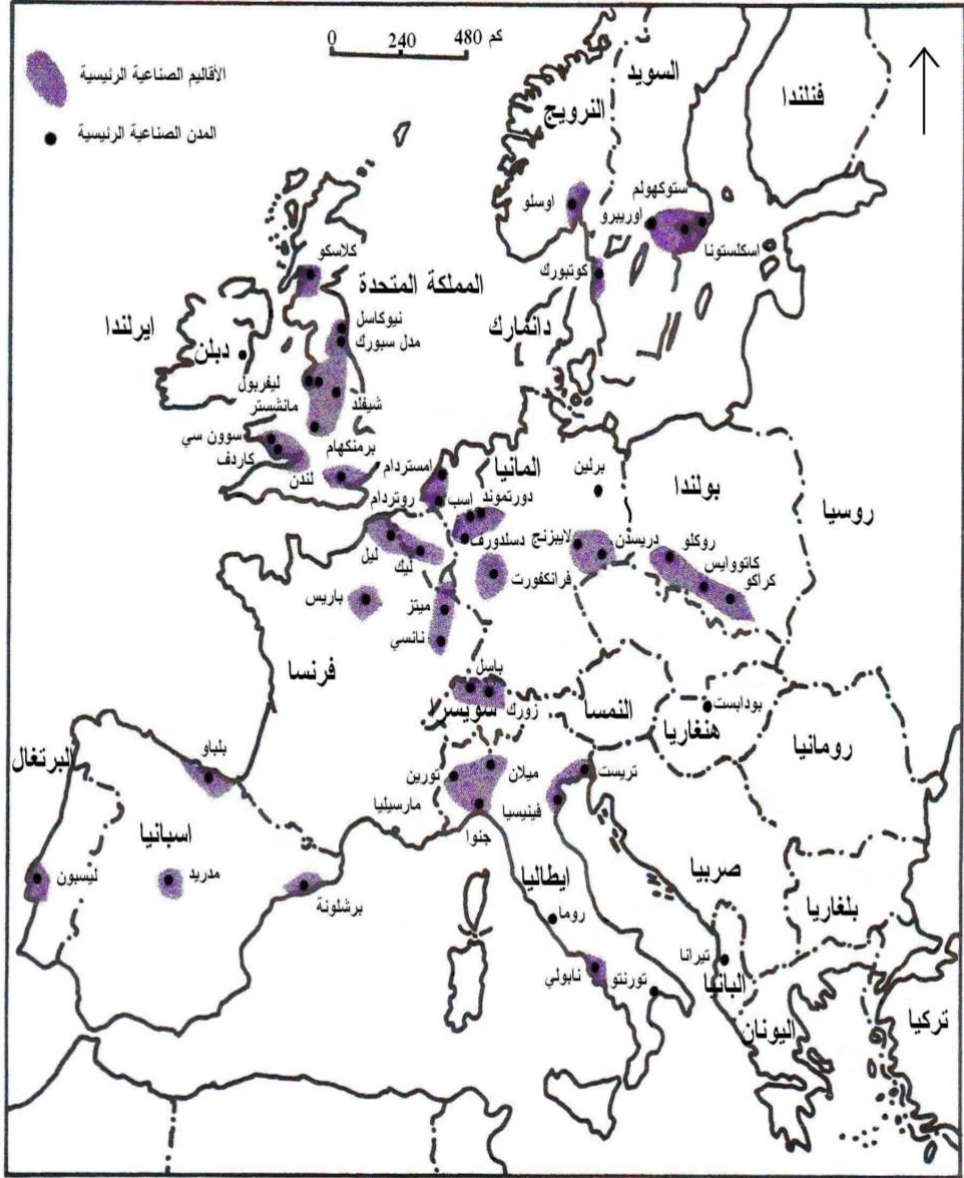 0 240 480 كم
الأقاليم الصناعية الرئيسية
المدن الصناعية الرئيسية
السويد
النرويج
فنلندا
ستوكهولم
اوسلو
اوريبرو
اسكلستونا
كوتبورك
كلاسكو
المملكة المتحدة
دانمارك
نيوكاسل
مدل سبورك
ايرلندا
دبلن
ليفربول
مانشستر
شيفلد
سوون سي
كاردف
برمنكهام
لندن
امستردام
روتردام
المانيا
برلين
بولندا
روسيا
اسب
دورتموند
دسلدورف
لايبزنج
دريسدن
روكلو
كاتووايس
كراكو
ليل
ليك
فرانكفورت
باريس
ميتز
نانسي
فرنسا
باسل
سويسرا
زورك
النمسا
بودابست
هنغاريا
رومانيا
البرتغال
بلباو
تورين
ميلان
تريست
مارسيليا
جنوا
فينيسيا
اسبانيا
ليسبون
مدريد
برشلونة
ايطاليا
صربيا
بلغاريا
روما
تيرانا
البانيا
نابولي
تورنتو
اليونان
تركيا